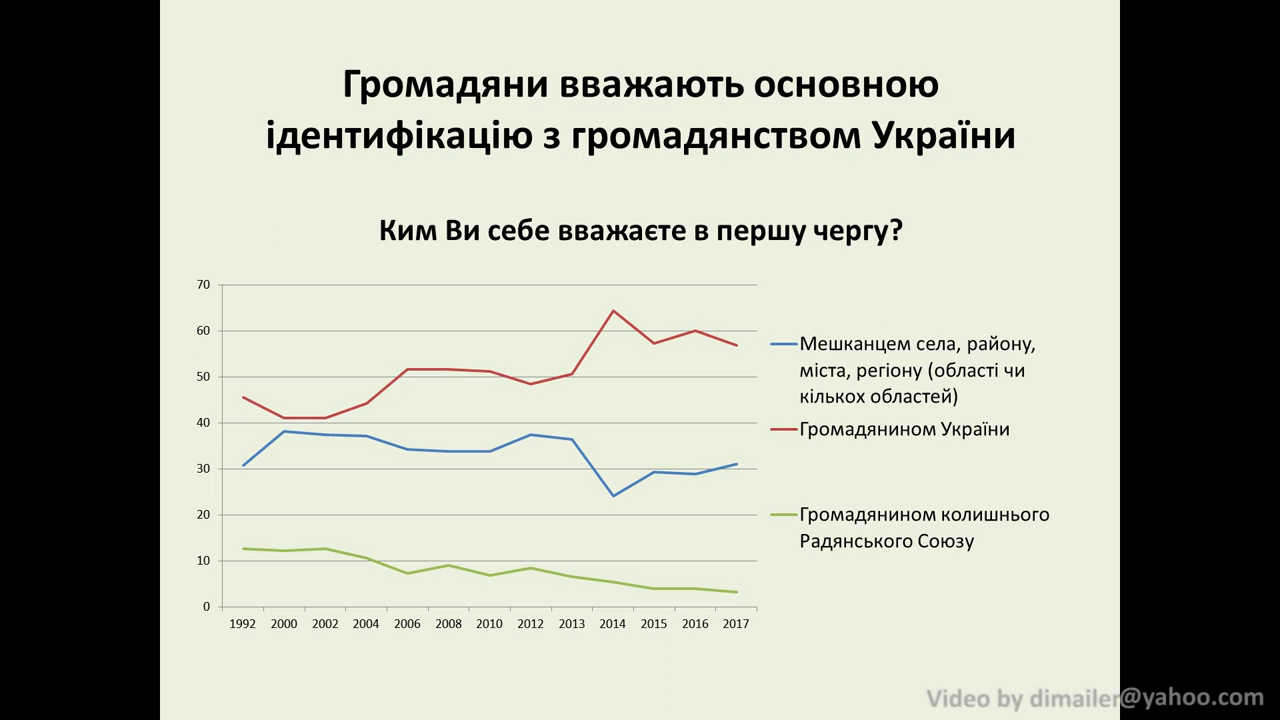 Громадяни вважають основною
ідентифікацію з громадянством України
Ким Ви себе вважаєте в першу чергу?
70
60
50
40
30
20
10
0
1992 2000 2002 2004 2006 2008 2010 2012 2013 2014 2015 2016 2017
Мешканцем села, району,
міста, регіону (області чи
кількох областей)
Громадянином України
Громадянином колишнього
Радянського Союзу
Video by dimailer@yahoo.com